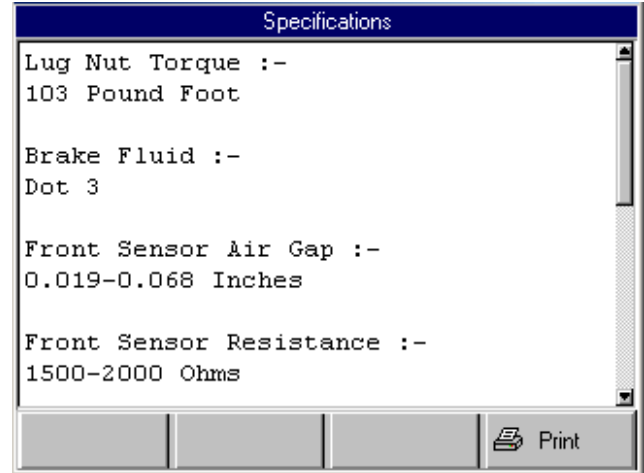 Specifications
Lug Nut Torque :-
103 Pound Foot
Brake Fluid :-
Dot 3
Front Sensor Air Gap :-
0.019-0.068 Inches
Front Sensor Resistance :-
1500-2000 Ohms
Print